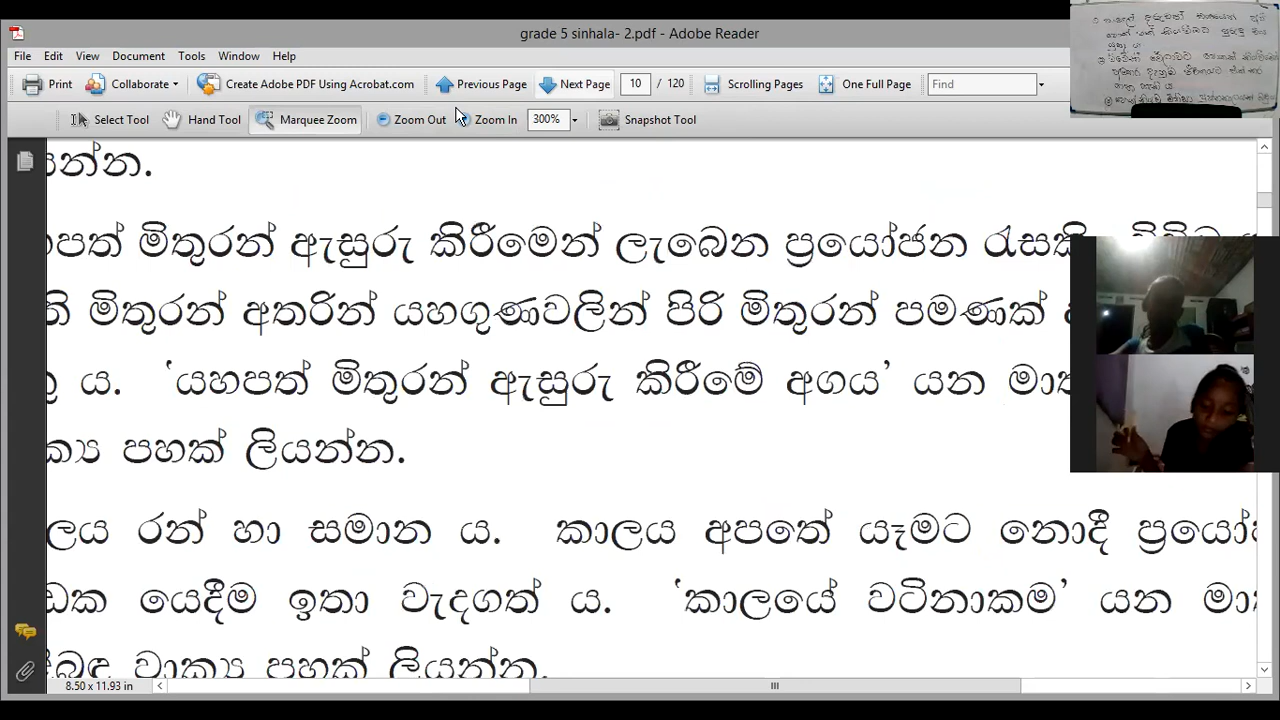 grade 5 sinhala- 2.pdf - Adobe Reader
File Edit View Document Tools Window Help
Print Collaborate Create Adobe PDF Using Acrobat.com Previous Page Next Page 10 / 120 Scrolling Pages One Full Page Find
Select Tool Hand Tool Marquee Zoom Zoom Out Zoom In 300% Snapshot Tool
න්න.
පත් මිතුරන් ඇසුරු කිරීමෙන් ලැබෙන ප්‍රයෝජන රැසකි.
ති මිතුරන් අතරින් යහගුණවලින් පිරි මිතුරන් පමණක්
ය. ‘යහපත් මිතුරන් ඇසුරු කිරීමේ අගය’ යන
ක්‍ය පහක් ලියන්න.
ලය රන් හා සමාන ය. කාලය අපතේ යෑමට නොදී
ඩක යෙදීම ඉතා වැදගත් ය. ‘කාලයේ වටිනාකම’ යන
වාක්‍ය පහක් ලියන්න.
8.50 x 11.93 in